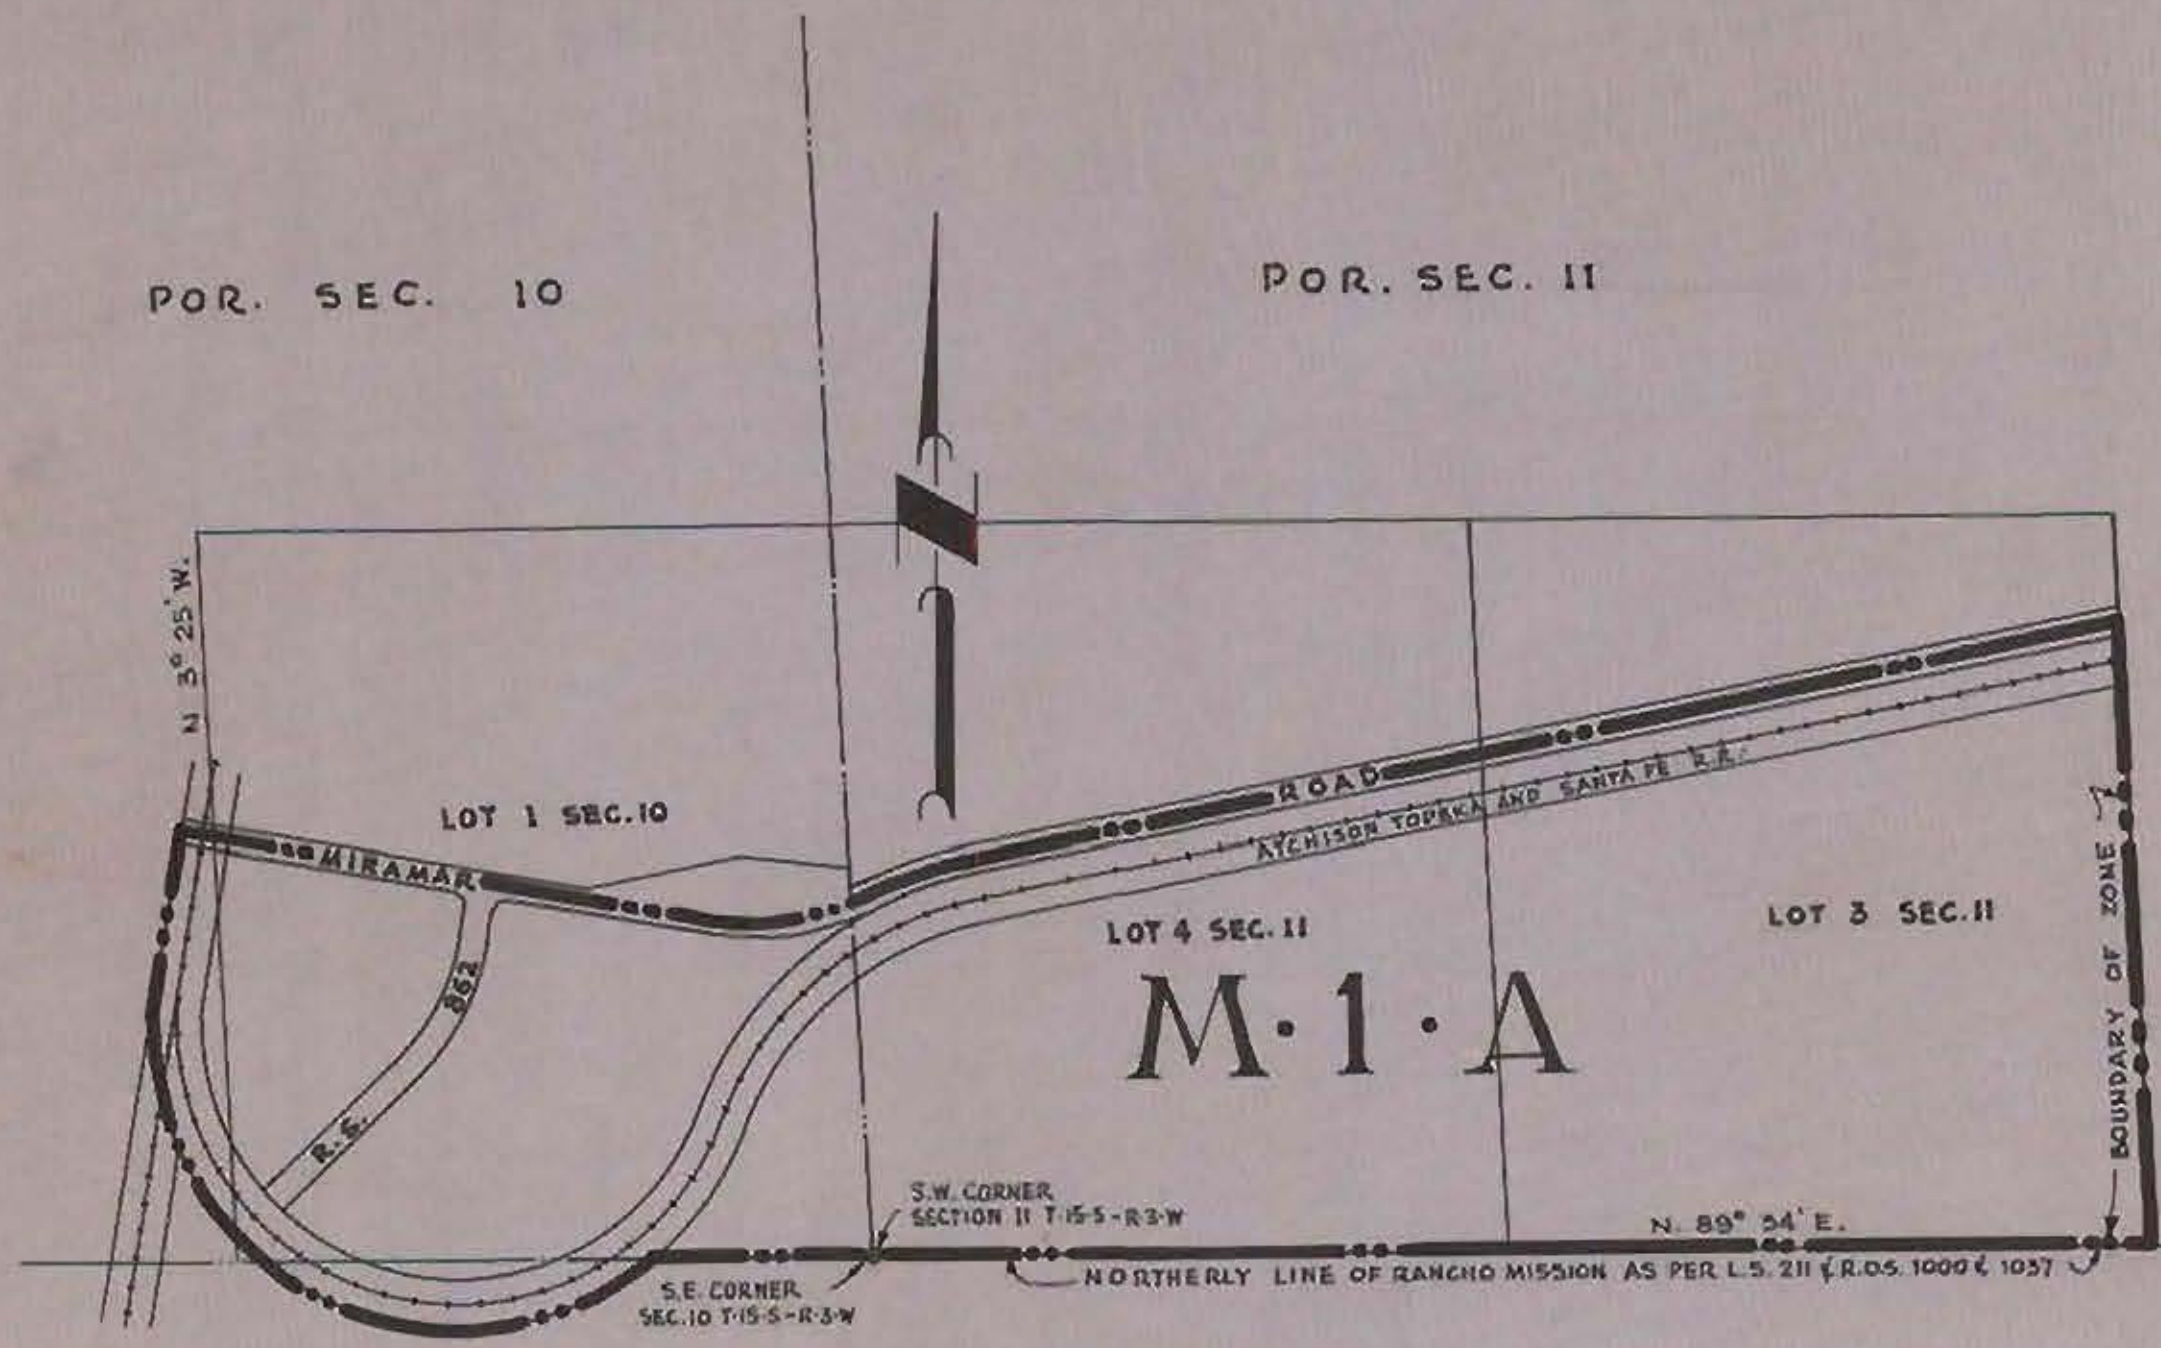 POR. SEC. 10
POR. SEC. 11
N 3° 25' W.
LOT 1 SEC. 10
MIRAMAR
ROAD
ATCHISON TOPEKA AND SANTA FE R.R.
862
R.S.
LOT 4 SEC. 11
LOT 3 SEC. 11
M·1·A
BOUNDARY OF ZONE
S.W. CORNER
SECTION 11 T-15-S-R-3-W
N. 89° 54' E.
NORTHERLY LINE OF RANCHO MISSION AS PER L.S. 211 & R.O.S. 1000 & 1037
S.E. CORNER
SEC. 10 T-15-S-R-3-W